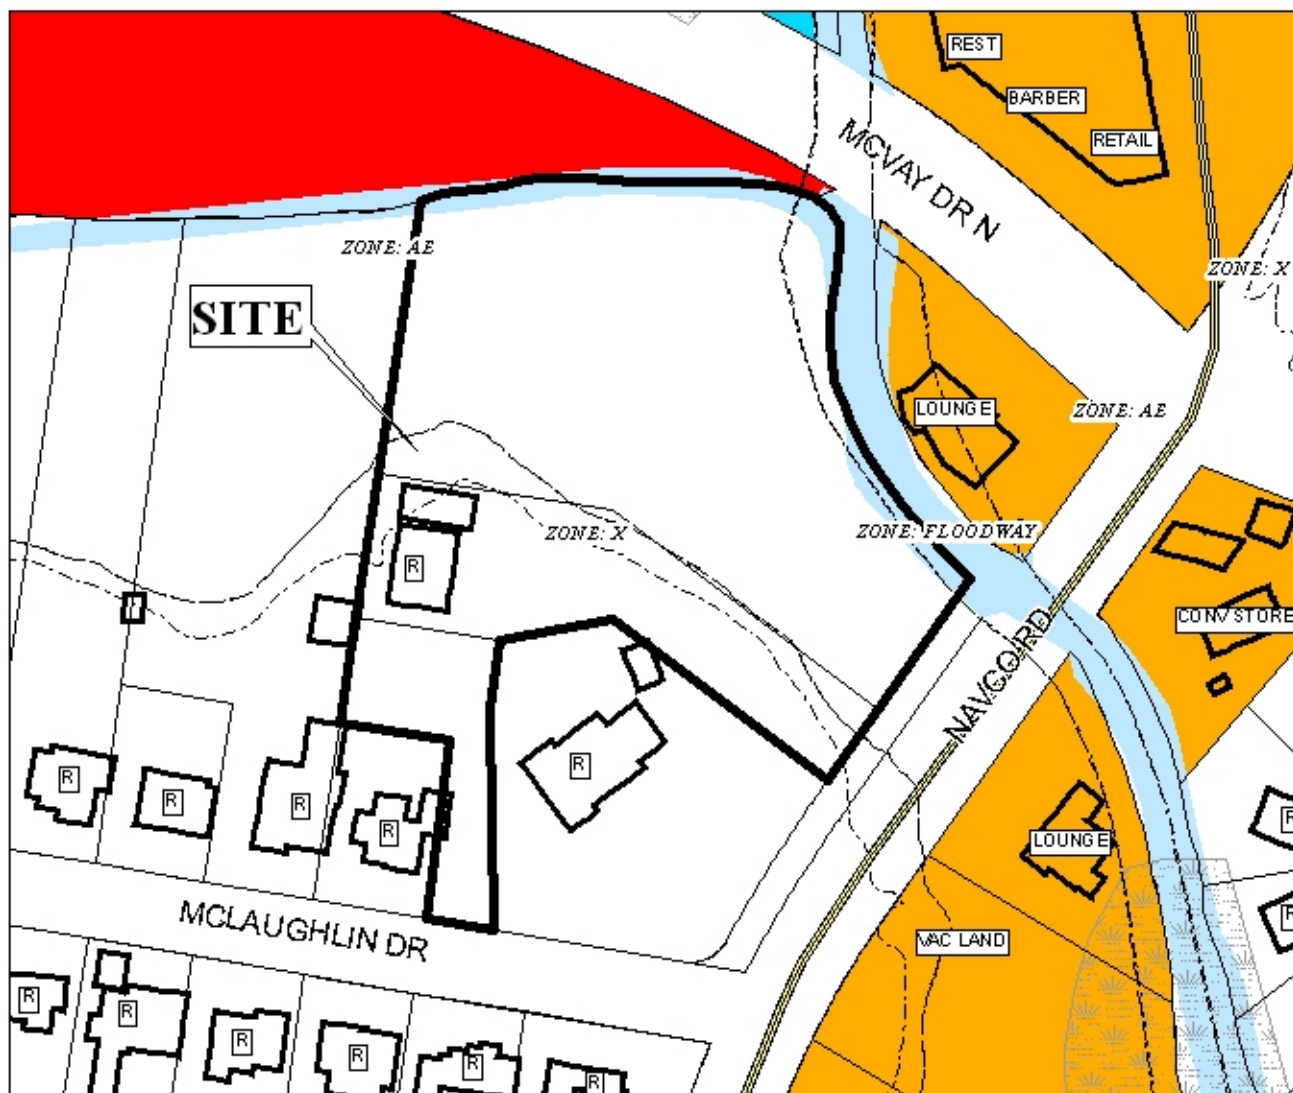 REST
BARBER
RETAIL
MCVAY DR N
ZONE: AE
ZONE: X
SITE
LOUNGE
ZONE: AE
ZONE: X
ZONE: FLOODWAY
R
CONV STORE
NAVCO RD
R
R
R
R
R
LOUNGE
R
R
MCLAUGHLIN DR
VAC LAND
R
R
R
R
R
R